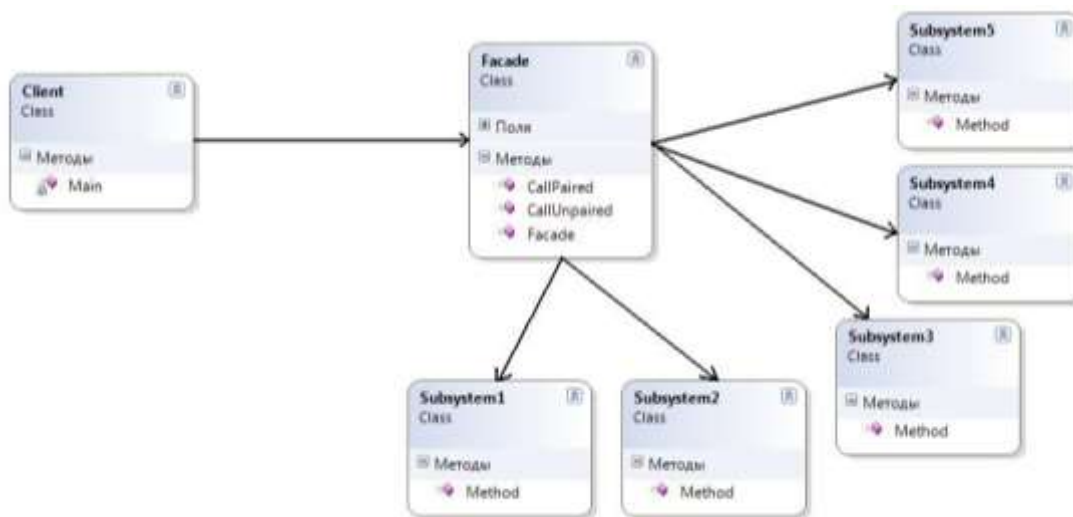 Client
Class
Методы
Main
Facade
Class
Поля
Методы
CallPaired
CallUnpaired
Facade
Subsystem5
Class
Методы
Method
Subsystem4
Class
Методы
Method
Subsystem3
Class
Методы
Method
Subsystem1
Class
Методы
Method
Subsystem2
Class
Методы
Method